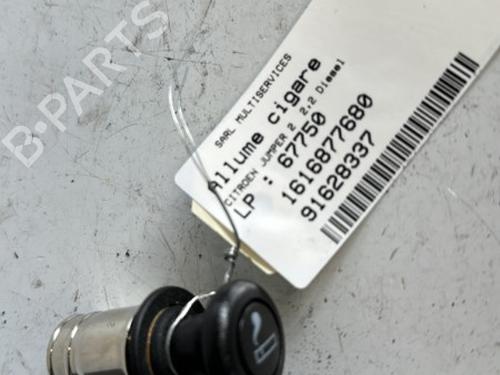 B-PARTS
SARL MULTISERVICES
Allume cigare
CITROEN JUMPER 2 2.2 Diesel
LP : 67750
1616877680
91628337